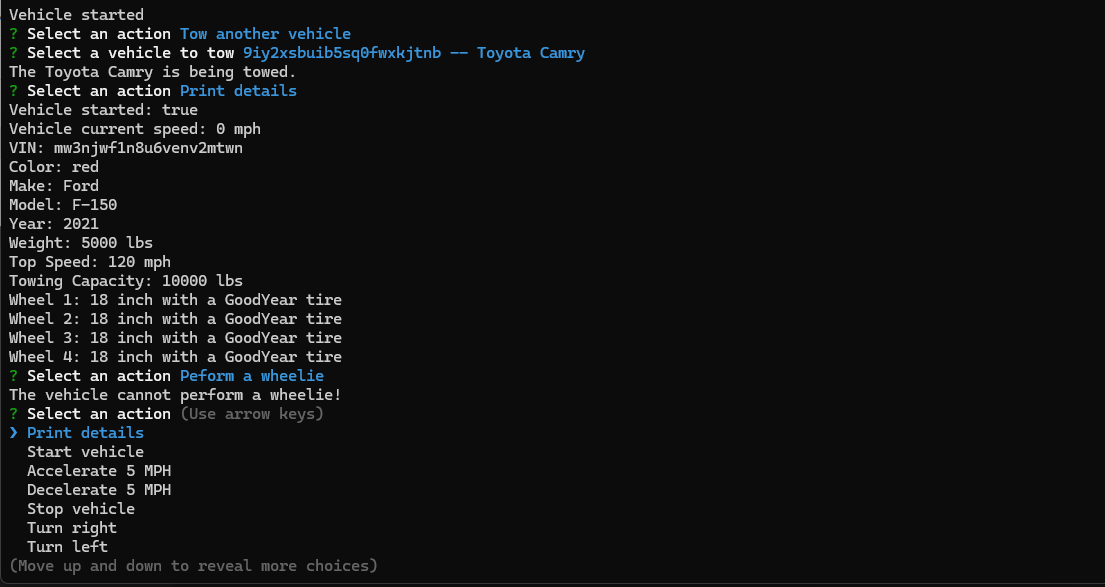 Vehicle started
? Select an action Tow another vehicle
? Select a vehicle to tow 9iy2xsbuib5sq0fwxkjtnb -- Toyota Camry
The Toyota Camry is being towed.
? Select an action Print details
Vehicle started: true
Vehicle current speed: 0 mph
VIN: mw3njwf1n8u6venv2mtwn
Color: red
Make: Ford
Model: F-150
Year: 2021
Weight: 5000 lbs
Top Speed: 120 mph
Towing Capacity: 10000 lbs
Wheel 1: 18 inch with a GoodYear tire
Wheel 2: 18 inch with a GoodYear tire
Wheel 3: 18 inch with a GoodYear tire
Wheel 4: 18 inch with a GoodYear tire
? Select an action Peform a wheelie
The vehicle cannot perform a wheelie!
? Select an action (Use arrow keys)
❯ Print details
Start vehicle
Accelerate 5 MPH
Decelerate 5 MPH
Stop vehicle
Turn right
Turn left
(Move up and down to reveal more choices)